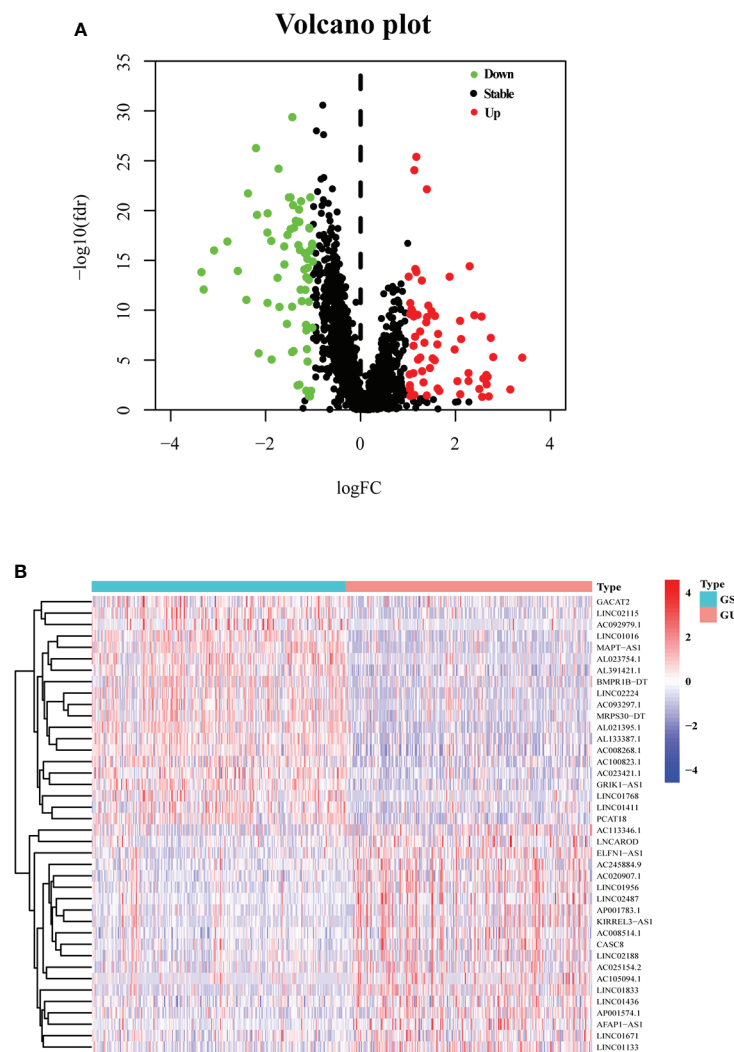 A
Volcano plot
Down
Stable
Up
−log10(fdr)
35
30
25
20
15
10
5
0
−4
−2
0
2
4
logFC
B
Type
GACAT2
LINC02115
AC092979.1
LINC01016
MAPT−AS1
AL023754.1
AL391421.1
BMPR1B−DT
LINC02224
AC093297.1
MRPS30−DT
AL021395.1
AL133387.1
AC008268.1
AC100823.1
AC023421.1
GRIK1−AS1
LINC01768
LINC01411
PCAT18
AC113346.1
LNCAROD
ELFN1−AS1
AC245884.9
AC020907.1
LINC01956
LINC02487
AP001783.1
KIRREL3−AS1
AC008514.1
CASC8
LINC02188
AC025154.2
AC105094.1
LINC01833
LINC01436
AP001574.1
AFAP1−AS1
LINC01671
LINC01133
4
2
0
−2
−4
Type
GS
GU